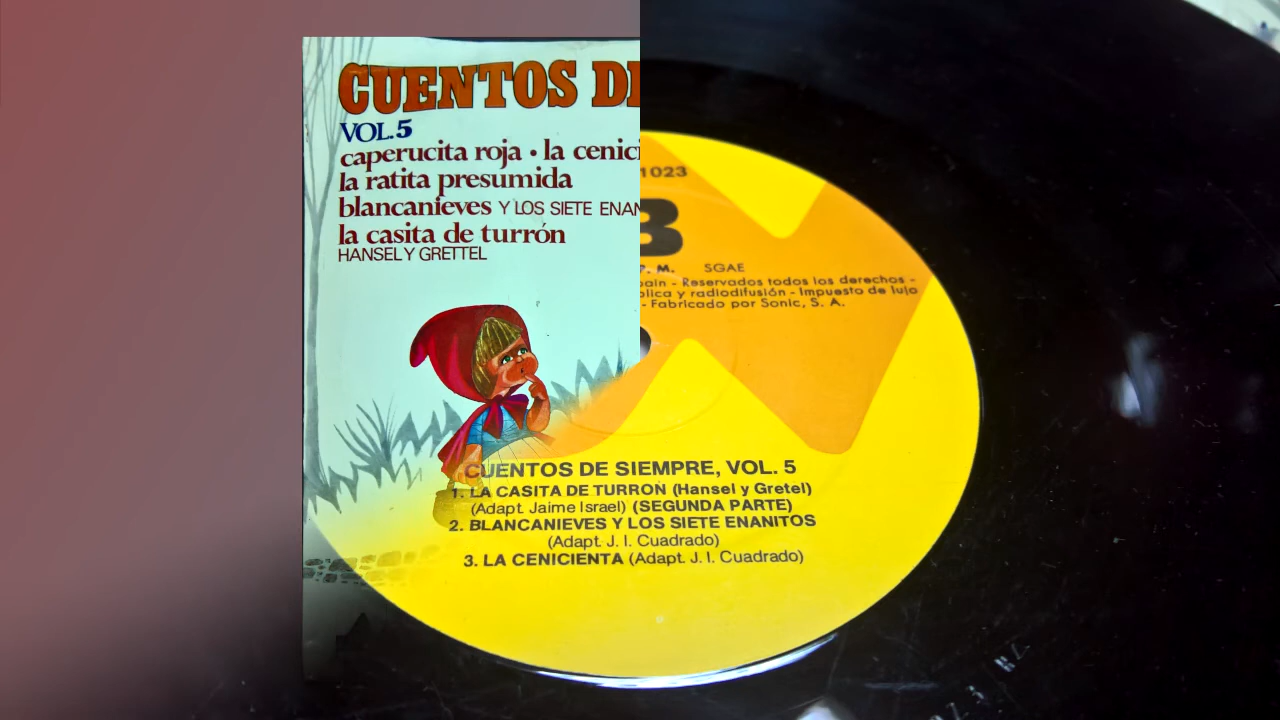 CUENTOS DE
VOL.5
caperucita roja • la cenici
la ratita presumida
blancanieves Y LOS SIETE ENAN
la casita de turrón
HANSEL Y GRETTEL
1023
B
P. M. SGAE
pain - Reservados todos los derechos -
blica y radiodifusión - Impuesto de lujo
- Fabricado por Sonic, S. A.
CUENTOS DE SIEMPRE, VOL. 5
1. LA CASITA DE TURRON (Hansel y Gretel)
(Adapt. Jaime Israel) (SEGUNDA PARTE)
2. BLANCANIEVES Y LOS SIETE ENANITOS
(Adapt. J. I. Cuadrado)
3. LA CENICIENTA (Adapt. J. I. Cuadrado)